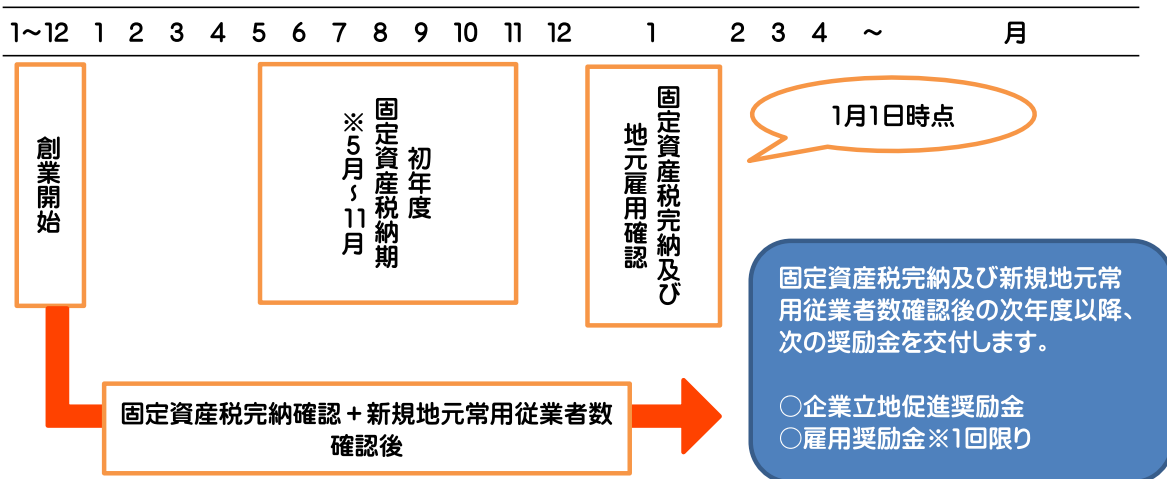 1～12 1 2 3 4 5 6 7 8 9 10 11 12 1 2 3 4 ～ 月
創業開始
初年度
固定資産税納期
※5月～11月
固定資産税完納及び
地元雇用確認
1月1日時点
固定資産税完納及び新規地元常
用従業者数確認後の次年度以降、
次の奨励金を交付します。
○企業立地促進奨励金
○雇用奨励金※1回限り
固定資産税完納確認＋新規地元常用従業者数
確認後